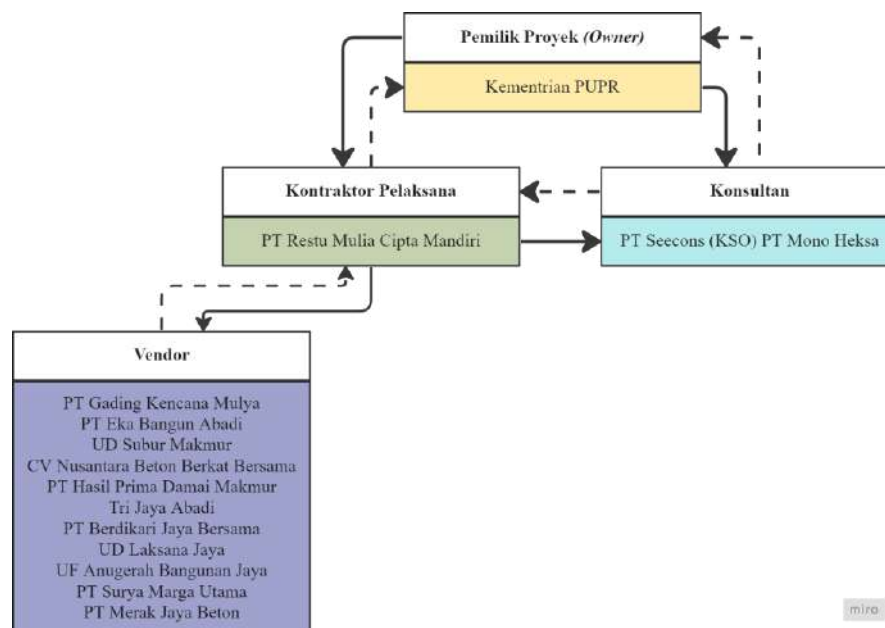 Pemilik Proyek (Owner)
Kementrian PUPR
Kontraktor Pelaksana
PT Restu Mulia Cipta Mandiri
Konsultan
PT Seecons (KSO) PT Mono Heksa
Vendor
PT Gading Kencana Mulya
PT Eka Bangun Abadi
UD Subur Makmur
CV Nusantara Beton Berkat Bersama
PT Hasil Prima Damai Makmur
Tri Jaya Abadi
PT Berdikari Jaya Bersama
UD Laksana Jaya
UF Anugerah Bangunan Jaya
PT Surya Marga Utama
PT Merak Jaya Beton
miro